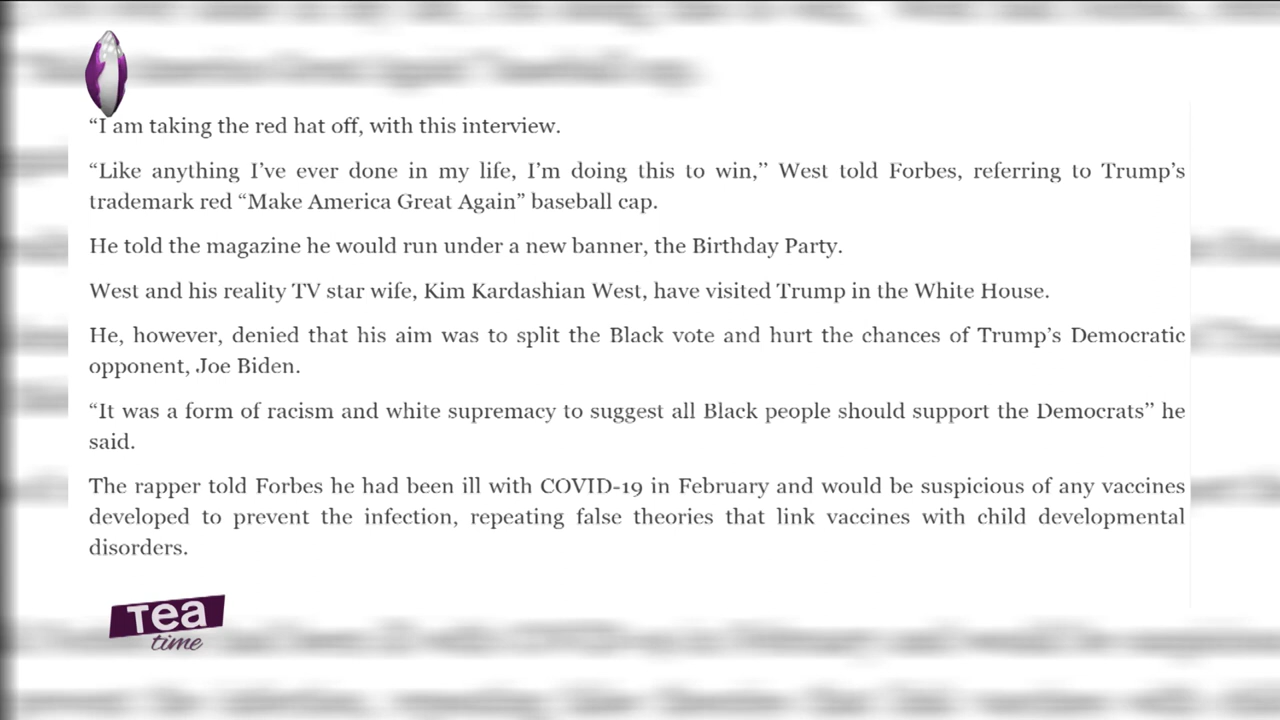 “I am taking the red hat off, with this interview.
“Like anything I’ve ever done in my life, I’m doing this to win,” West told Forbes, referring to Trump’s
trademark red “Make America Great Again” baseball cap.
He told the magazine he would run under a new banner, the Birthday Party.
West and his reality TV star wife, Kim Kardashian West, have visited Trump in the White House.
He, however, denied that his aim was to split the Black vote and hurt the chances of Trump’s Democratic
opponent, Joe Biden.
“It was a form of racism and white supremacy to suggest all Black people should support the Democrats” he
said.
The rapper told Forbes he had been ill with COVID-19 in February and would be suspicious of any vaccines
developed to prevent the infection, repeating false theories that link vaccines with child developmental
disorders.
Tea
time